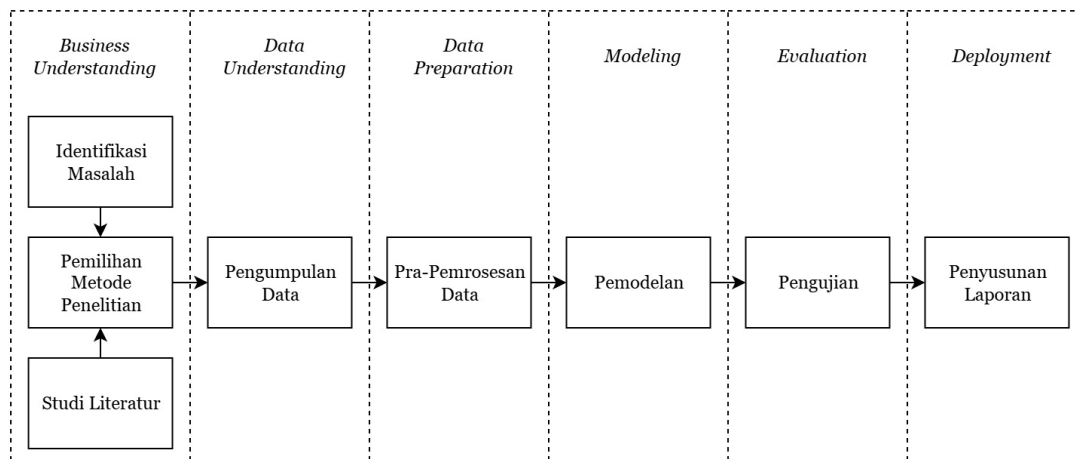 Business
Understanding
Data
Understanding
Data
Preparation
Modeling
Evaluation
Deployment
Identifikasi
Masalah
Pemilihan
Metode
Penelitian
Studi Literatur
Pengumpulan
Data
Pra-Pemrosesan
Data
Pemodelan
Pengujian
Penyusunan
Laporan